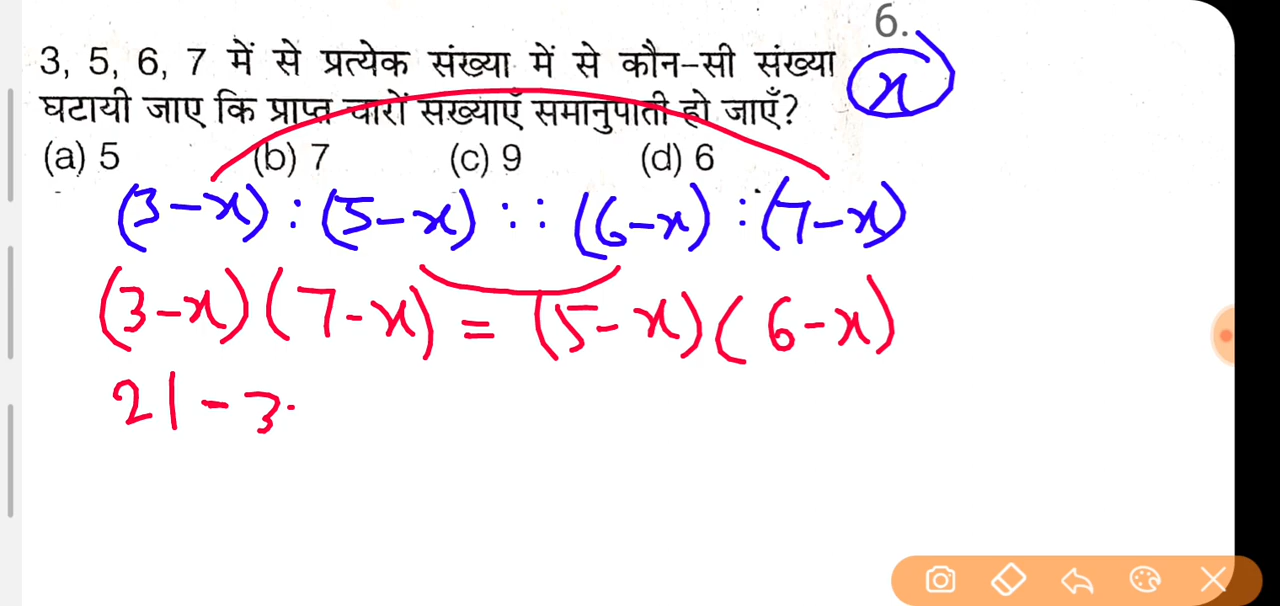 6.
3, 5, 6, 7 में से प्रत्येक संख्या में से कौन-सी संख्या x
घटायी जाए कि प्राप्त चारों संख्याएँ समानुपाती हो जाएँ?
(a) 5 (b) 7 (c) 9 (d) 6
(3-x) : (5-x) :: (6-x) : (7-x)
(3-x)(7-x) = (5-x)(6-x)
21-3